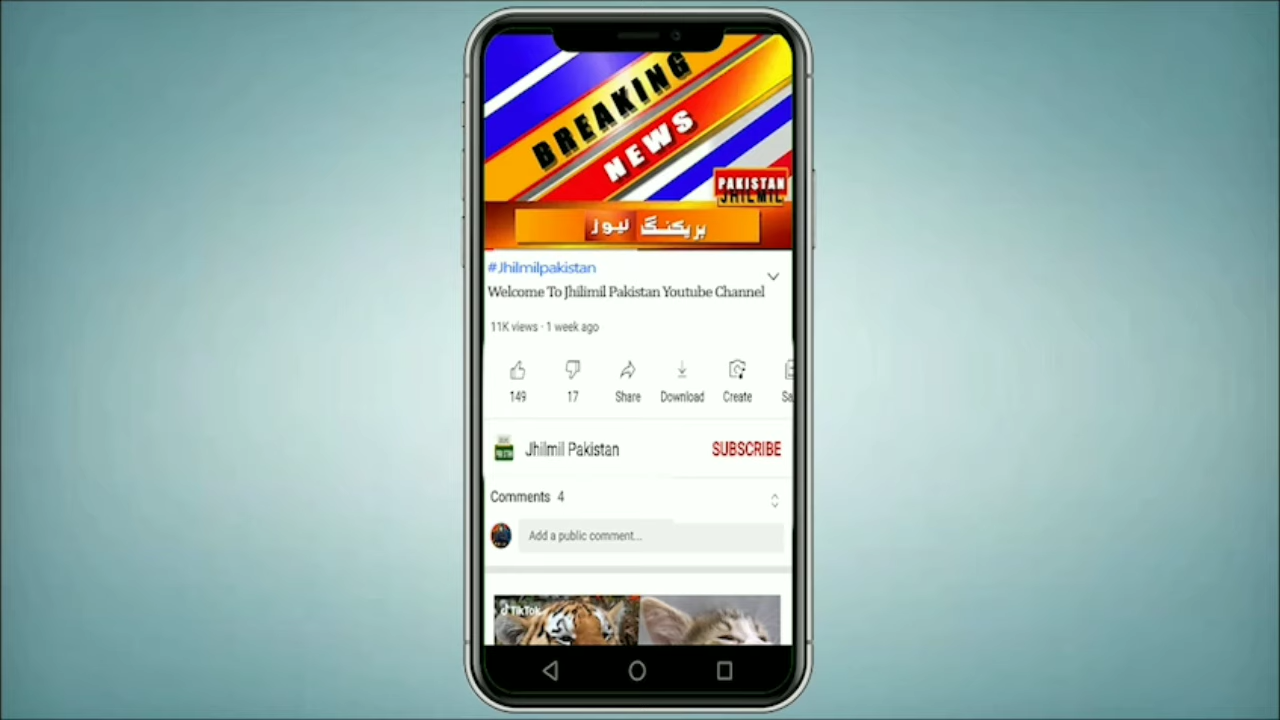 BREAKING
NEWS
PAKISTAN
JHILMIL
بریکنگ نیوز
#Jhilmilpakistan
Welcome To Jhilimil Pakistan Youtube Channel
11K views · 1 week ago
149
17
Share
Download
Create
Sa
Jhilmil Pakistan
SUBSCRIBE
Comments 4
Add a public comment...
TikTok